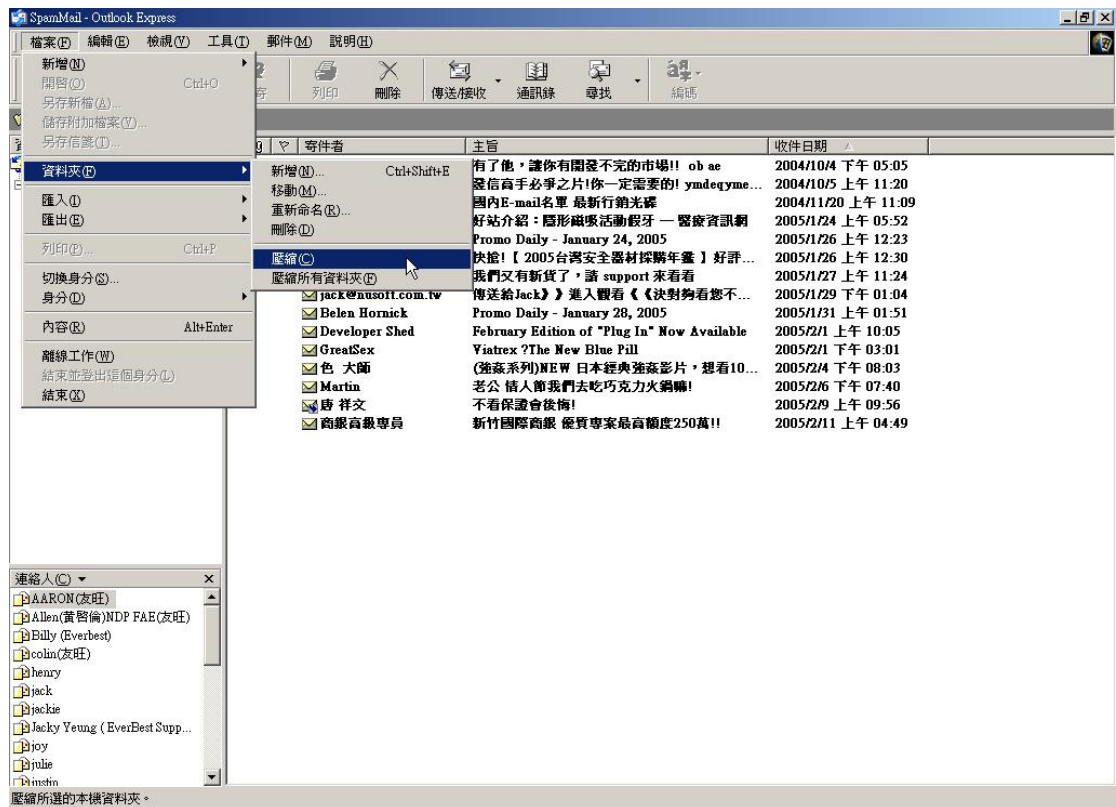 SpamMail - Outlook Express
檔案(F) 編輯(E) 檢視(V) 工具(T) 郵件(M) 說明(H)
列印 刪除 傳送/接收 通訊錄 尋找 編碼
新增(N)
開啓(O) Ctrl+O
另存新檔(A)...
儲存附加檔案(V)...
另存信箋(T)...
資料夾(F)
匯入(I)
匯出(E)
列印(P)... Ctrl+P
切換身分(S)...
身分(D)
內容(R) Alt+Enter
離線工作(W)
結束並登出這個身分(L)
結束(X)
新增(N)... Ctrl+Shift+E
移動(M)...
重新命名(R)...
刪除(D)
壓縮(C)
壓縮所有資料夾(F)
寄件者 主旨 收件日期
有了他，讓你有開發不完的市場!! ob ae 2004/10/4 下午 05:05
發信高手必爭之片!你一定需要的! ymdeqyme... 2004/10/5 上午 11:20
國內E-mail名單 最新行銷光碟 2004/11/20 上午 11:09
好站介紹：隱形磁吸活動假牙 — 醫療資訊網 2005/1/24 上午 05:52
Promo Daily - January 24, 2005 2005/1/26 上午 12:23
快搶!【 2005台灣安全器材採購年鑑 】好評... 2005/1/26 上午 12:30
我們又有新貨了，請 support 來看看 2005/1/27 上午 11:24
jack@nusoft.com.tw 傳送給Jack》》進入觀看《《決對夠看您不... 2005/1/29 下午 01:04
Belen Hornick Promo Daily - January 28, 2005 2005/1/31 上午 01:51
Developer Shed February Edition of "Plug In" Now Available 2005/2/1 上午 10:05
GreatSex Viatrex ?The New Blue Pill 2005/2/1 下午 03:01
色 大師 (強姦系列)NEW 日本經典強姦影片，想看10... 2005/2/4 下午 08:03
Martin 老公 情人節我們去吃巧克力火鍋嘛! 2005/2/6 下午 07:40
唐 祥文 不看保證會後悔! 2005/2/9 上午 09:56
商銀高級專員 新竹國際商銀 優質專案最高額度250萬!! 2005/2/11 上午 04:49
連絡人(C)
AARON(友旺)
Allen(黃啓倫)NDP FAE(友旺)
Billy (Everbest)
colin(友旺)
henry
jack
jackie
Jacky Yeung ( EverBest Supp...
joy
julie
justin
壓縮所選的本機資料夾。